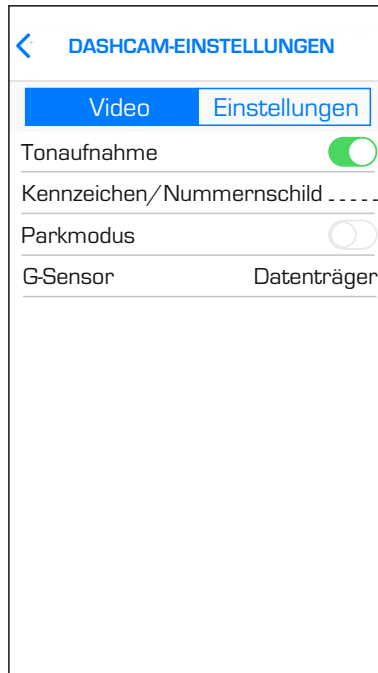 DASHCAM-EINSTELLUNGEN
Video Einstellungen
Tonaufnahme
Kennzeichen/Nummernschild -----
Parkmodus
G-Sensor Datenträger